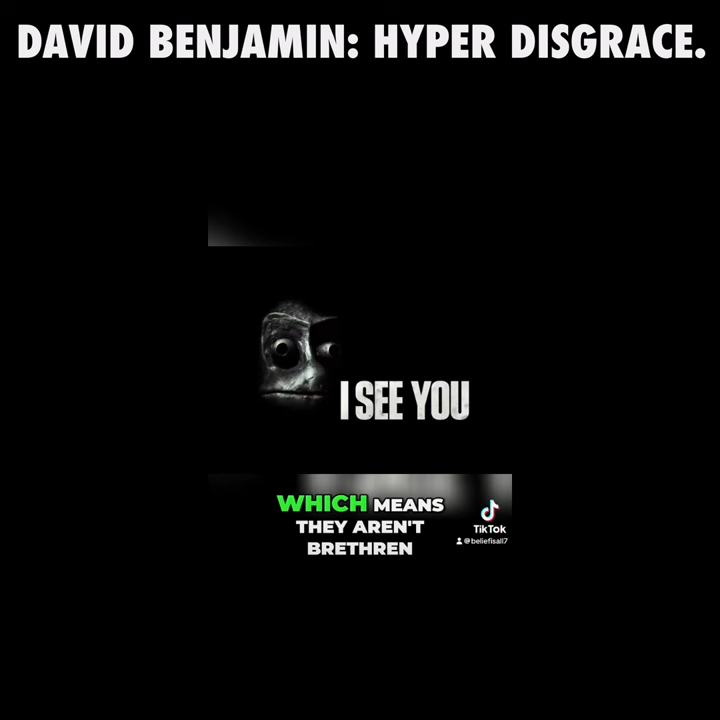 DAVID BENJAMIN: HYPER DISGRACE.
I SEE YOU
WHICH MEANS
THEY AREN'T
BRETHREN
TikTok
@beliefisall7